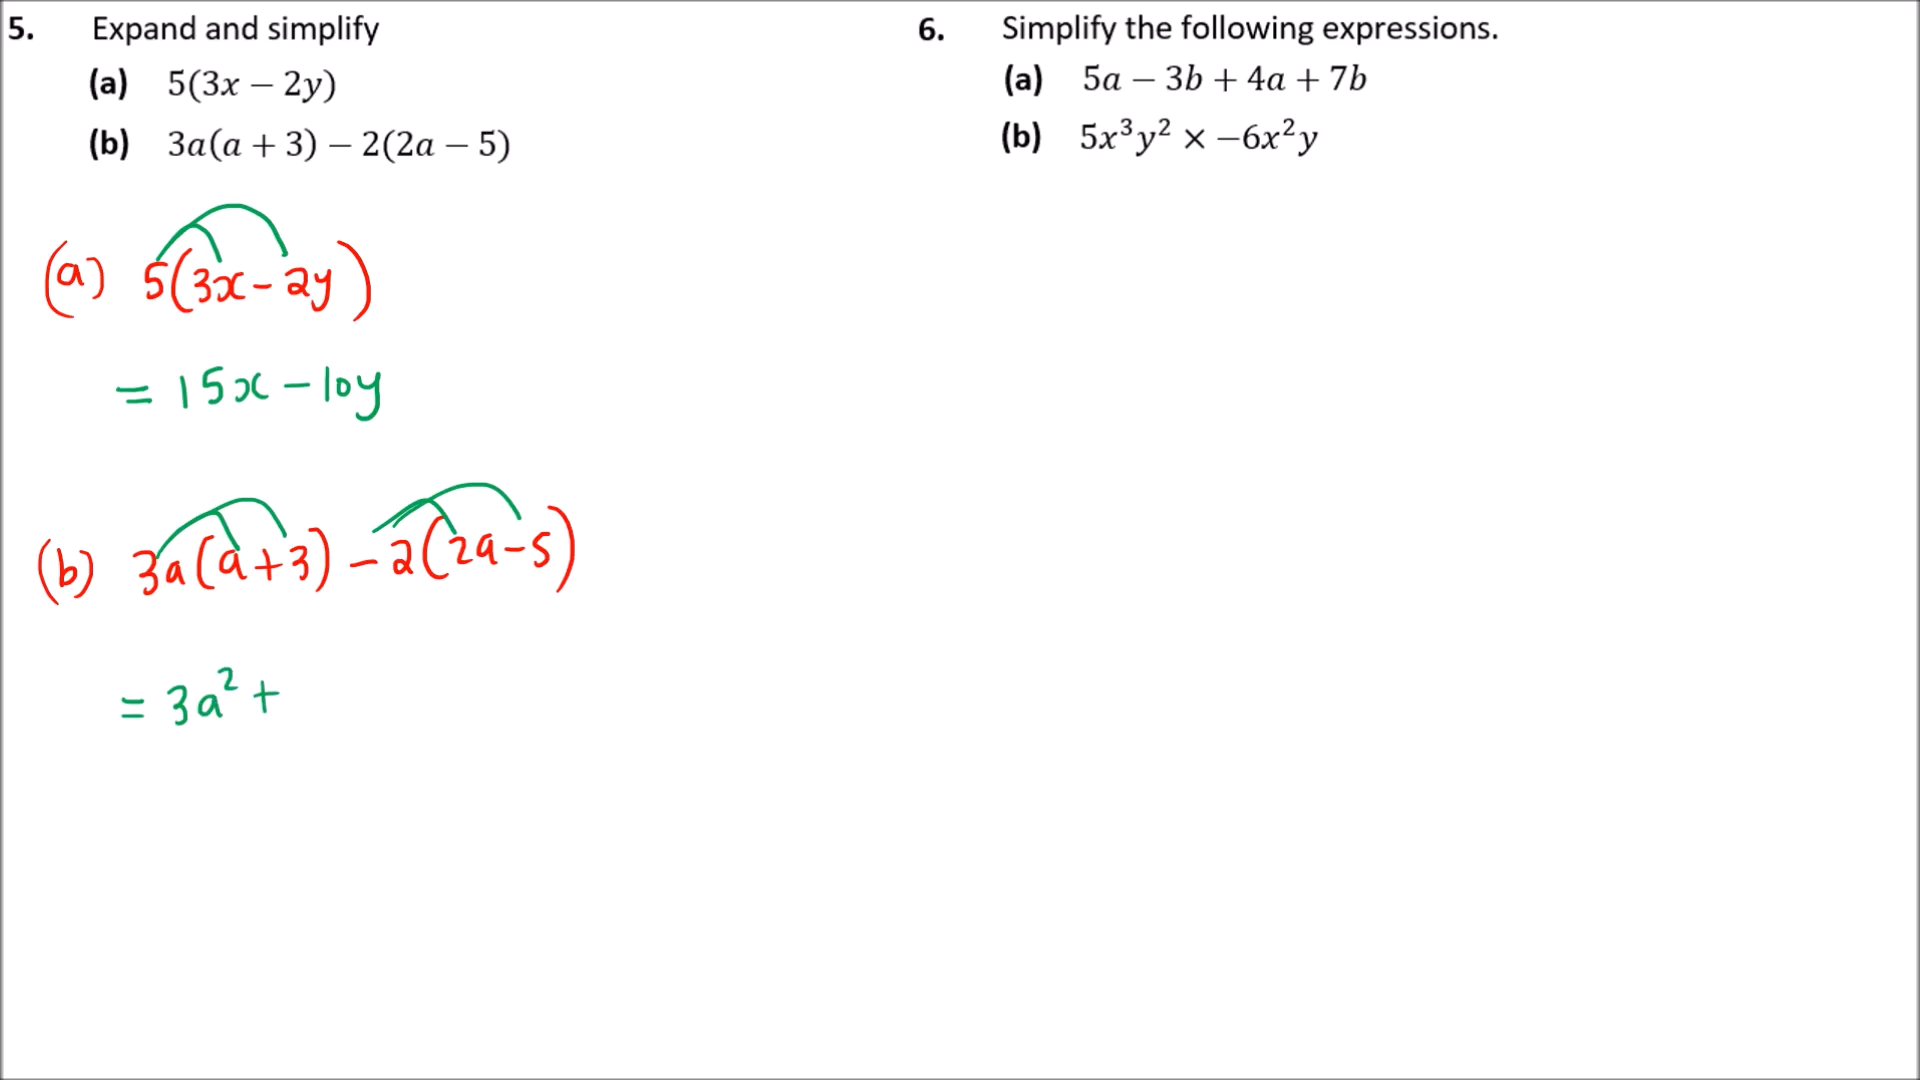 5. Expand and simplify
(a) 5(3x − 2y)
(b) 3a(a + 3) − 2(2a − 5)
(a) 5(3x - 2y)
= 15x - 10y
(b) 3a(a+3) - 2(2a-5)
= 3a² +
6. Simplify the following expressions.
(a) 5a − 3b + 4a + 7b
(b) 5x³y² × −6x²y